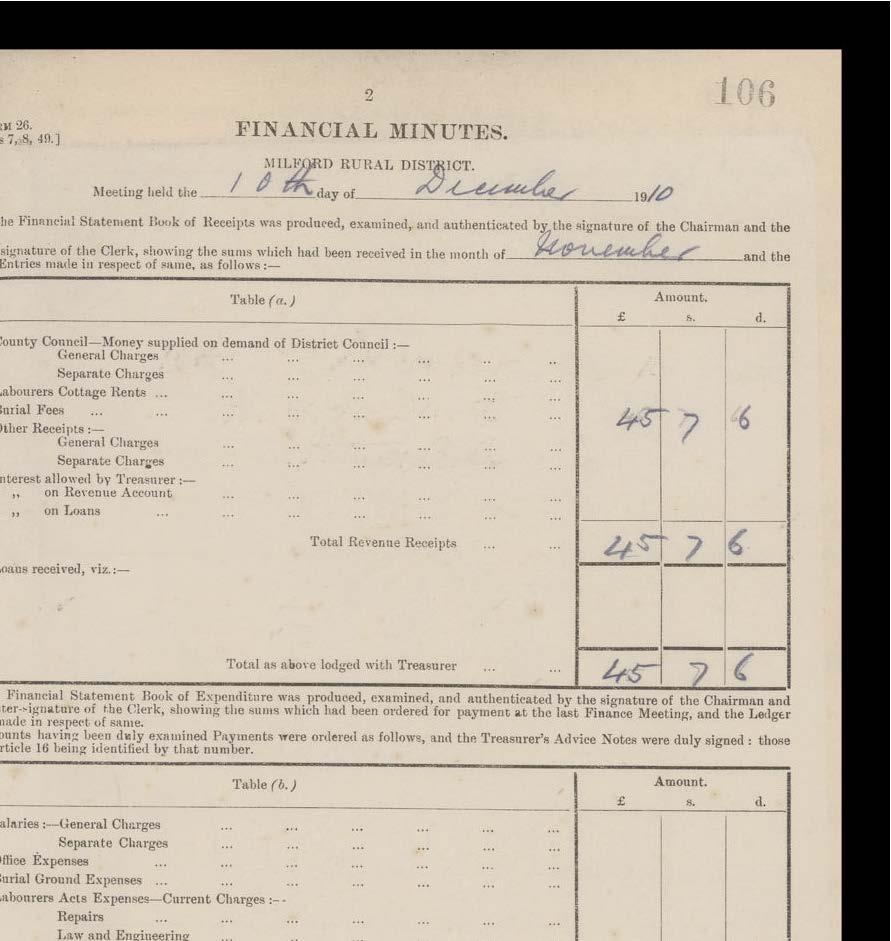 2
106
RM 26.
s 7, 8, 49.]
FINANCIAL MINUTES.
MILFORD RURAL DISTRICT.
Meeting held the 10th day of December 1910
he Financial Statement Book of Receipts was produced, examined, and authenticated by the signature of the Chairman and the
signature of the Clerk, showing the sums which had been received in the month of November and the
Entries made in respect of same, as follows :—
Table (a.) Amount.
£ s. d.
ounty Council—Money supplied on demand of District Council :—
General Charges ... ... ... ... .. ..
Separate Charges ... ... ... ... ... ...
abourers Cottage Rents ... ... ... ... ... ... ...
urial Fees ... ... ... ... ... ... ... ... 45 7 6
ther Receipts :—
General Charges ... ... ... ... ... ...
Separate Charges ... ... ... ... ... ...
nterest allowed by Treasurer :—
„ on Revenue Account ... ... ... ... ... ...
„ on Loans ... ... ... ... ... ... ...
Total Revenue Receipts ... ... 45 7 6
oans received, viz.:—
Total as above lodged with Treasurer ... ... 45 7 6
Financial Statement Book of Expenditure was produced, examined, and authenticated by the signature of the Chairman and
ter-signature of the Clerk, showing the sums which had been ordered for payment at the last Finance Meeting, and the Ledger
made in respect of same.
ounts having been duly examined Payments were ordered as follows, and the Treasurer's Advice Notes were duly signed : those
rticle 16 being identified by that number.
Table (b.) Amount.
£ s. d.
alaries :—General Charges ... ... ... ... ... ...
Separate Charges ... ... ... ... ... ...
ffice Expenses ... ... ... ... ... ... ...
urial Ground Expenses ... ... ... ... ... ... ...
abourers Acts Expenses—Current Charges :--
Repairs ... ... ... ... ... ... ...
Law and Engineering ... ... ... ... ... ...